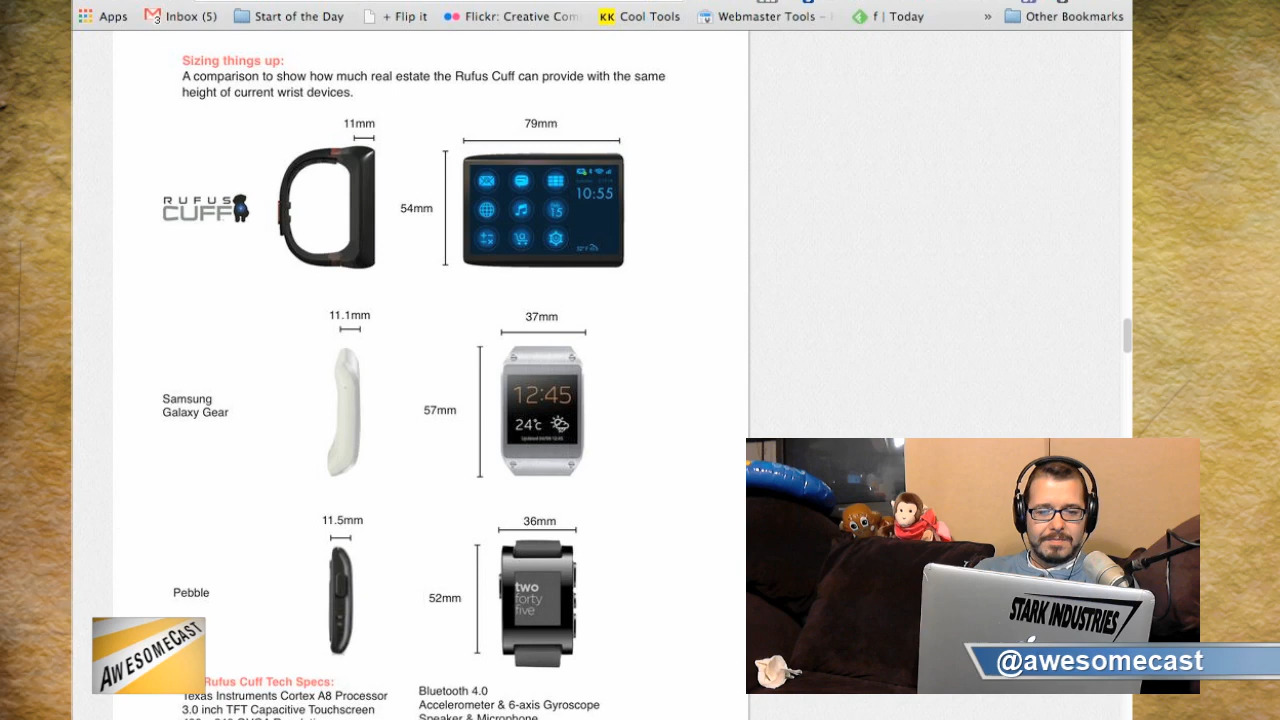 Apps
3
Inbox (5)
Start of the Day
+ Flip it
Flickr: Creative Com
KK Cool Tools
Webmaster Tools –
f | Today
»
Other Bookmarks
Sizing things up:
A comparison to show how much real estate the Rufus Cuff can provide with the same
height of current wrist devices.
11mm
79mm
RUFUS
CUFF
54mm
10:55
15
11.1mm
37mm
Samsung
Galaxy Gear
57mm
12:45
24°c
11.5mm
36mm
Pebble
52mm
two
forty
five
AWESOMECAST
Rufus Cuff Tech Specs:
Texas Instruments Cortex A8 Processor
3.0 inch TFT Capacitive Touchscreen
Bluetooth 4.0
Accelerometer & 6-axis Gyroscope
Speaker & Microphone
STARK INDUSTRIES
@awesomecast